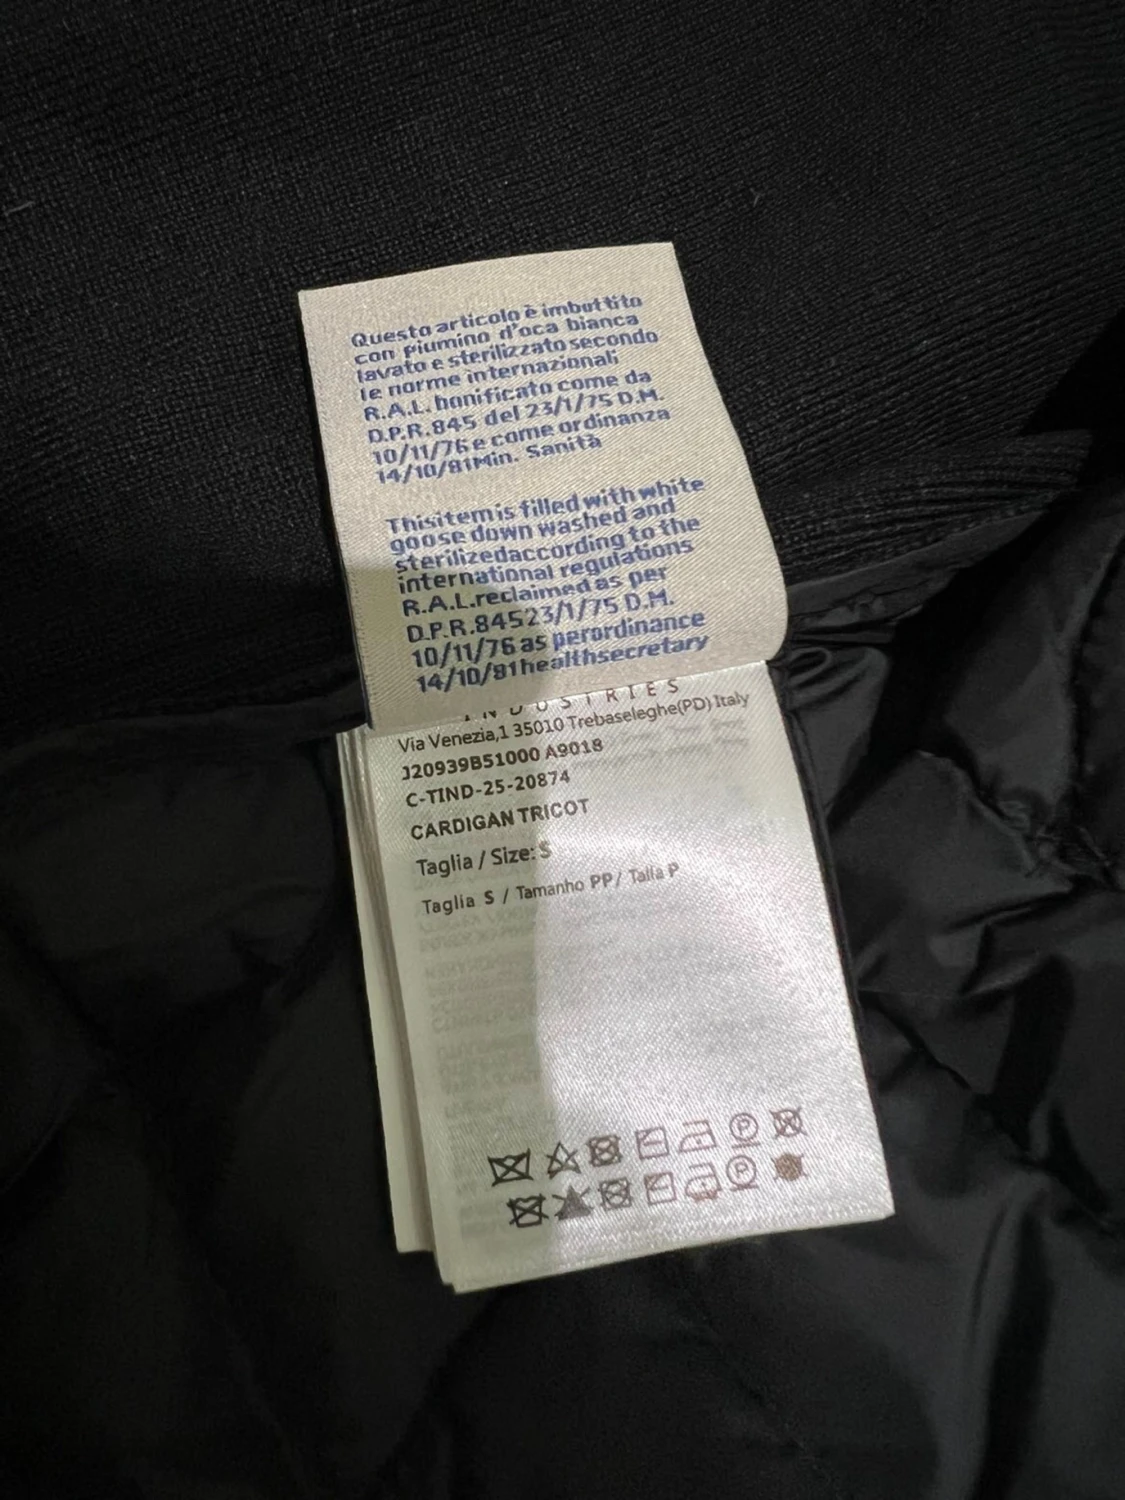 Questo articolo è imbottito
con piumino d'oca bianca
lavato e sterilizzato secondo
le norme internazionali
R.A.L. bonificato come da
D.P.R.845 del 23/1/75 D.M.
10/11/76 e come ordinanza
14/10/81Min. Sanità
Thisitemis filled with white
goose down washed and
sterilizedaccording to the
international regulations
R.A.L.reclaimed as per
D.P.R.84523/1/75 D.M.
10/11/76 as perordinance
14/10/81healthsecretary
INDUSTRIES
Via Venezia,1 35010 Trebaseleghe(PD) Italy
J20939B51000 A9018
C-TIND-25-20874
CARDIGAN TRICOT
Taglia / Size: S
Taglia S / Tamanho PP / Talla P
P
P